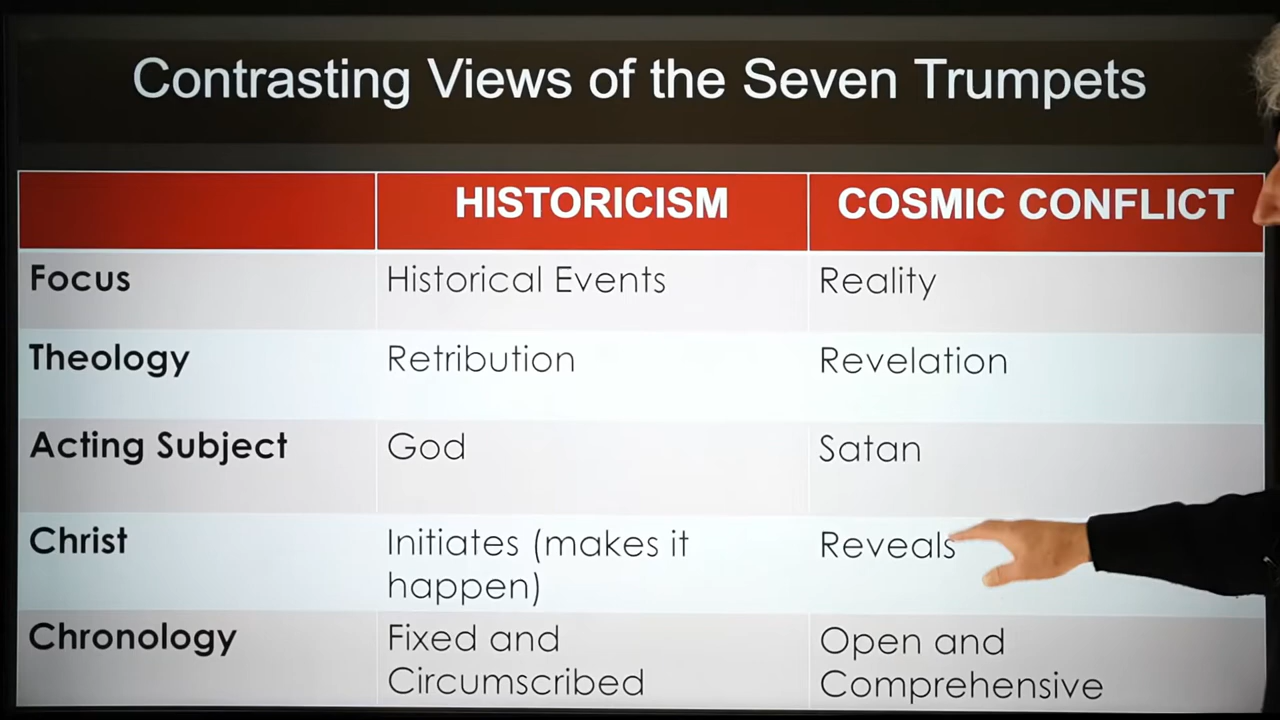 Contrasting Views of the Seven Trumpets
HISTORICISM COSMIC CONFLICT
Focus Historical Events Reality
Theology Retribution Revelation
Acting Subject God Satan
Christ Initiates (makes it Reveals
happen)
Chronology Fixed and Open and
Circumscribed Comprehensive